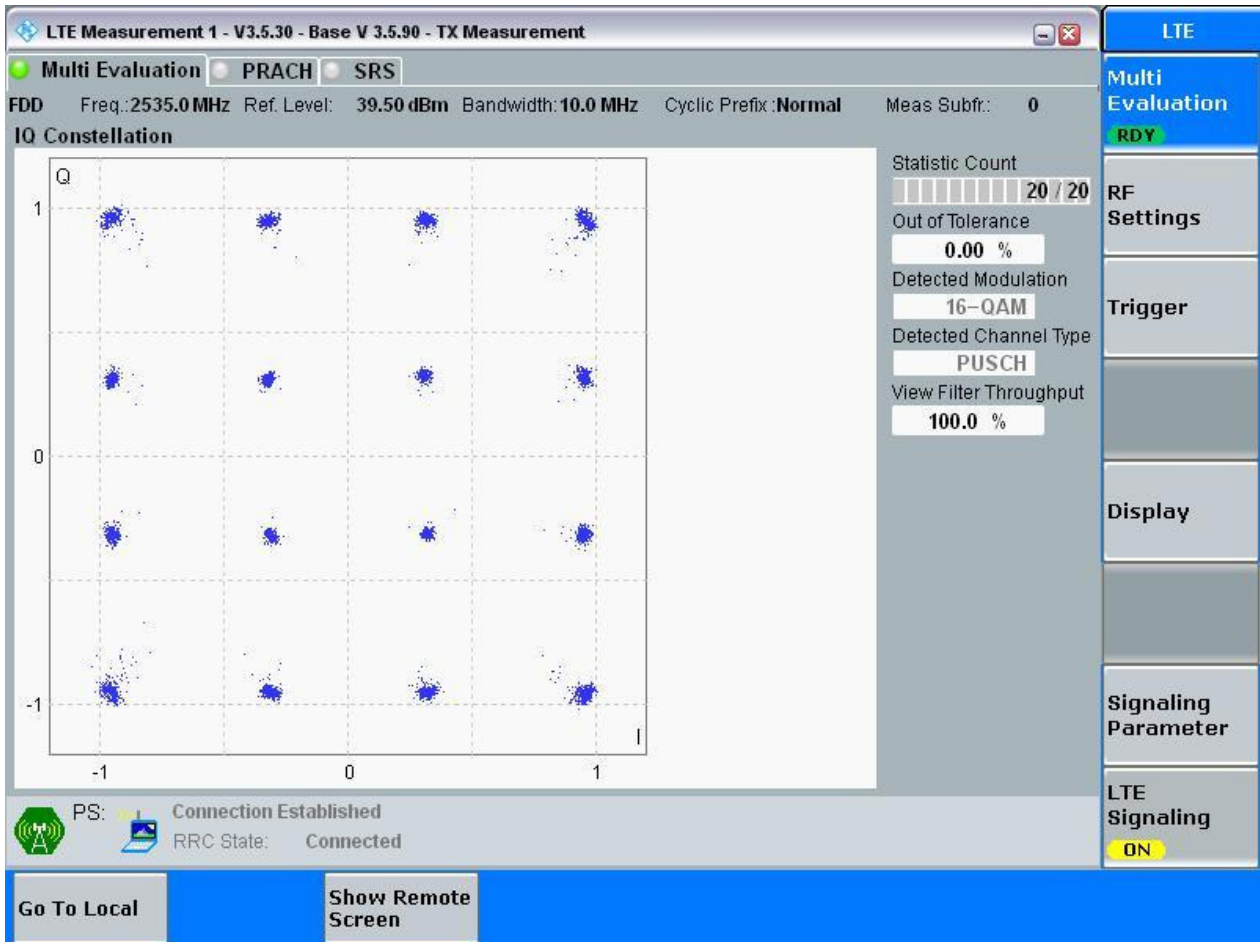 LTE Measurement 1 - V3.5.30 - Base V 3.5.90 - TX Measurement
LTE
Multi Evaluation PRACH SRS
FDD Freq.:2535.0 MHz Ref. Level: 39.50 dBm Bandwidth:10.0 MHz Cyclic Prefix :Normal Meas Subfr.: 0
IQ Constellation
Q
1
0
-1
I
-1 0 1
Statistic Count
20 / 20
Out of Tolerance
0.00 %
Detected Modulation
16-QAM
Detected Channel Type
PUSCH
View Filter Throughput
100.0 %
Multi
Evaluation
RDY
RF
Settings
Trigger
Display
Signaling
Parameter
LTE
Signaling
ON
PS: Connection Established
RRC State: Connected
Go To Local
Show Remote
Screen